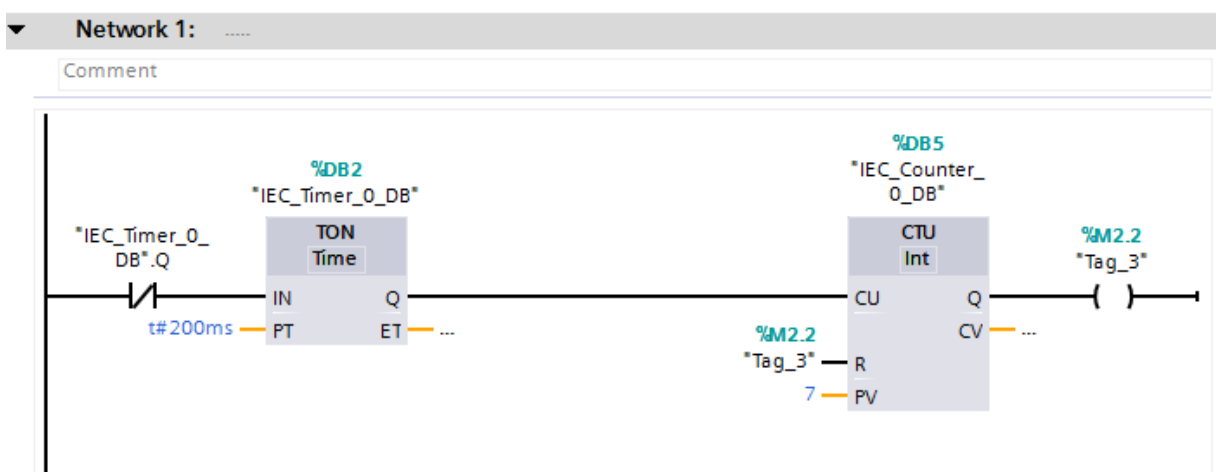 Network 1: .....
Comment
%DB2
"IEC_Timer_0_DB"
"IEC_Timer_0_
DB".Q
TON
Time
IN
Q
t#200ms
PT
ET
...
%DB5
"IEC_Counter_
0_DB"
CTU
Int
CU
Q
CV
...
%M2.2
"Tag_3"
R
7
PV
%M2.2
"Tag_3"